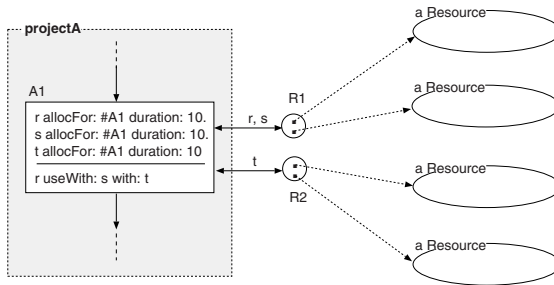 projectA
A1
r allocFor: #A1 duration: 10.
s allocFor: #A1 duration: 10.
t allocFor: #A1 duration: 10
r useWith: s with: t
r, s
t
R1
R2
a Resource
a Resource
a Resource
a Resource